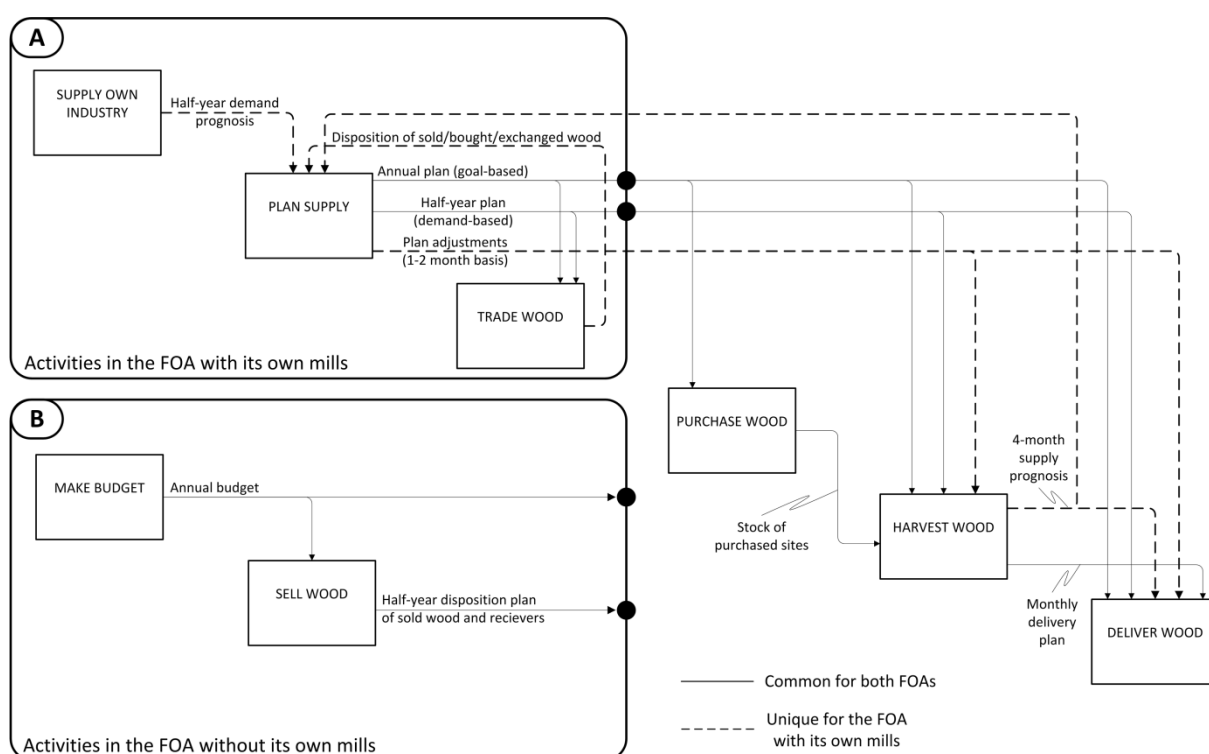 A
SUPPLY OWN
INDUSTRY
Half-year demand
prognosis
Disposition of sold/bought/exchanged wood
Annual plan (goal-based)
PLAN SUPPLY
Half-year plan
(demand-based)
Plan adjustments
(1-2 month basis)
TRADE WOOD
Activities in the FOA with its own mills
B
MAKE BUDGET
Annual budget
SELL WOOD
Half-year disposition plan
of sold wood and recievers
Activities in the FOA without its own mills
PURCHASE WOOD
Stock of
purchased sites
HARVEST WOOD
4-month
supply
prognosis
Monthly
delivery
plan
DELIVER WOOD
Common for both FOAs
Unique for the FOA
with its own mills